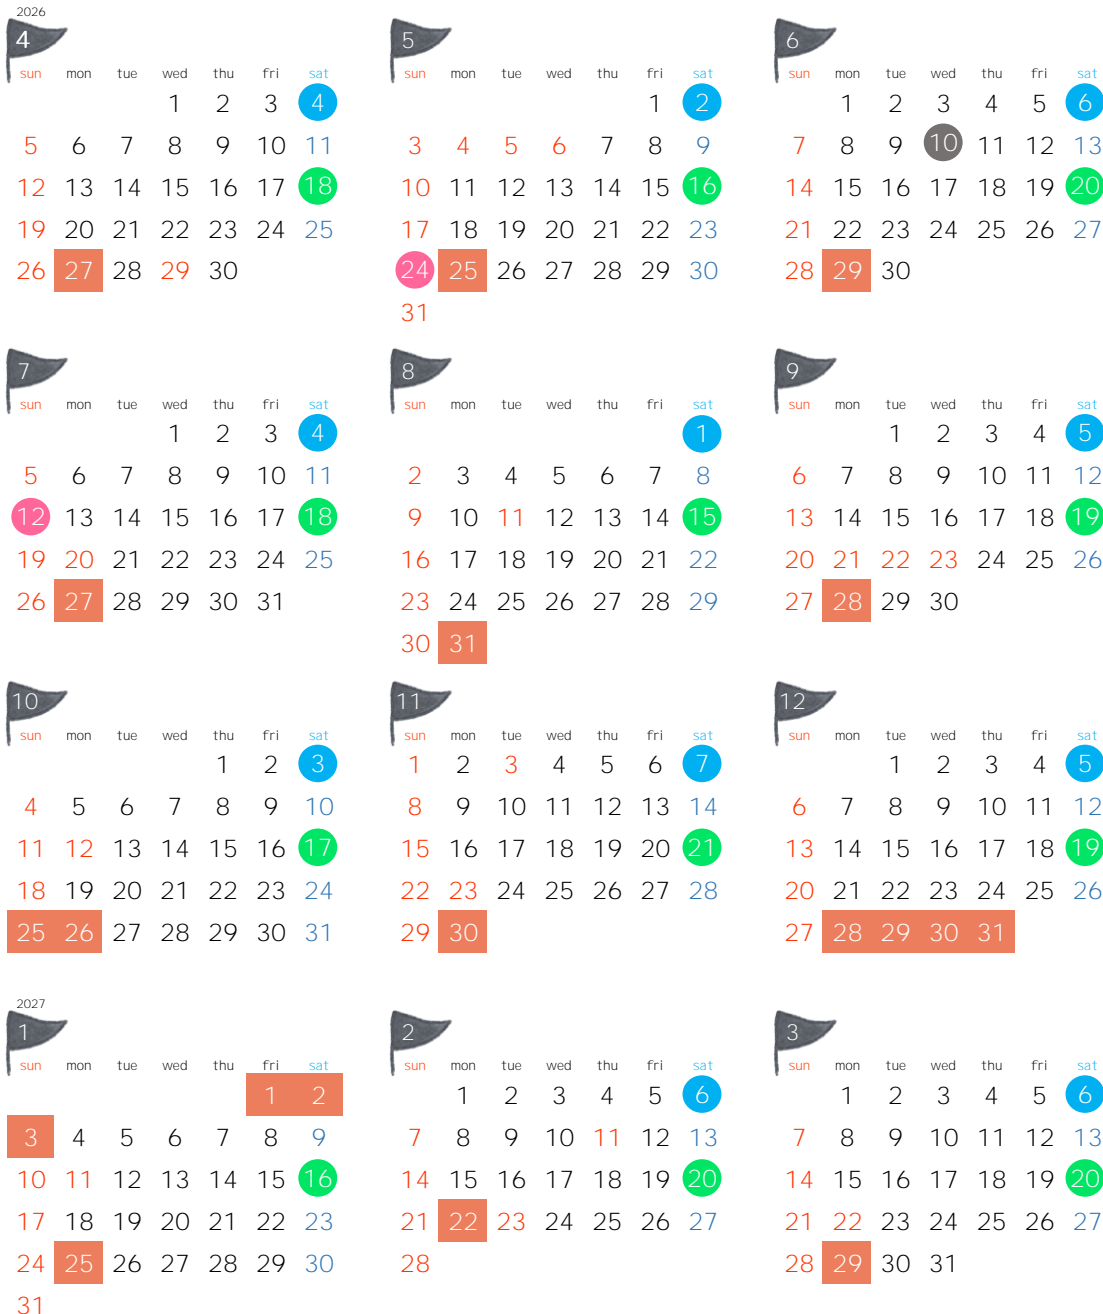 2026
4
sun mon tue wed thu fri sat
1 2 3 4
5 6 7 8 9 10 11
12 13 14 15 16 17 18
19 20 21 22 23 24 25
26 27 28 29 30
5
sun mon tue wed thu fri sat
1 2
3 4 5 6 7 8 9
10 11 12 13 14 15 16
17 18 19 20 21 22 23
24 25 26 27 28 29 30
31
6
sun mon tue wed thu fri sat
1 2 3 4 5 6
7 8 9 10 11 12 13
14 15 16 17 18 19 20
21 22 23 24 25 26 27
28 29 30
7
sun mon tue wed thu fri sat
1 2 3 4
5 6 7 8 9 10 11
12 13 14 15 16 17 18
19 20 21 22 23 24 25
26 27 28 29 30 31
8
sun mon tue wed thu fri sat
1
2 3 4 5 6 7 8
9 10 11 12 13 14 15
16 17 18 19 20 21 22
23 24 25 26 27 28 29
30 31
9
sun mon tue wed thu fri sat
1 2 3 4 5
6 7 8 9 10 11 12
13 14 15 16 17 18 19
20 21 22 23 24 25 26
27 28 29 30
10
sun mon tue wed thu fri sat
1 2 3
4 5 6 7 8 9 10
11 12 13 14 15 16 17
18 19 20 21 22 23 24
25 26 27 28 29 30 31
11
sun mon tue wed thu fri sat
1 2 3 4 5 6 7
8 9 10 11 12 13 14
15 16 17 18 19 20 21
22 23 24 25 26 27 28
29 30
12
sun mon tue wed thu fri sat
1 2 3 4 5
6 7 8 9 10 11 12
13 14 15 16 17 18 19
20 21 22 23 24 25 26
27 28 29 30 31
2027
1
sun mon tue wed thu fri sat
1 2
3 4 5 6 7 8 9
10 11 12 13 14 15 16
17 18 19 20 21 22 23
24 25 26 27 28 29 30
31
2
sun mon tue wed thu fri sat
1 2 3 4 5 6
7 8 9 10 11 12 13
14 15 16 17 18 19 20
21 22 23 24 25 26 27
28
3
sun mon tue wed thu fri sat
1 2 3 4 5 6
7 8 9 10 11 12 13
14 15 16 17 18 19 20
21 22 23 24 25 26 27
28 29 30 31